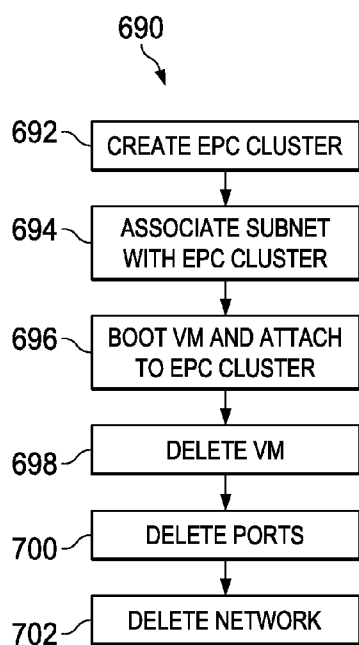 690
692
CREATE EPC CLUSTER
694
ASSOCIATE SUBNET
WITH EPC CLUSTER
696
BOOT VM AND ATTACH
TO EPC CLUSTER
698
DELETE VM
700
DELETE PORTS
702
DELETE NETWORK